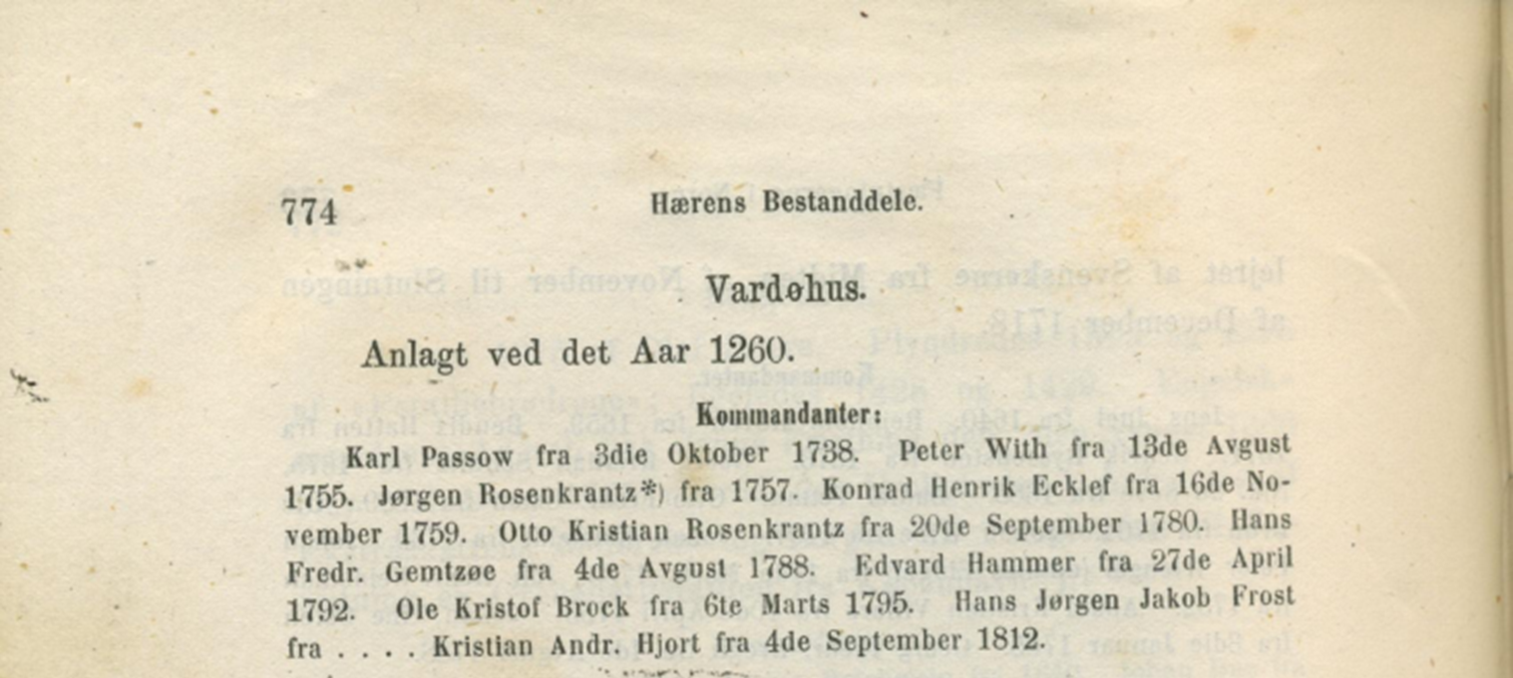 774
Hærens Bestanddele.
Vardøhus.
Anlagt ved det Aar 1260.
Kommandanter:
Karl Passow fra 3die Oktober 1738. Peter With fra 13de Avgust
1755. Jørgen Rosenkrantz*) fra 1757. Konrad Henrik Ecklef fra 16de No-
vember 1759. Otto Kristian Rosenkrantz fra 20de September 1780. Hans
Fredr. Gemtzøe fra 4de Avgust 1788. Edvard Hammer fra 27de April
1792. Ole Kristof Brock fra 6te Marts 1795. Hans Jørgen Jakob Frost
fra . . . . Kristian Andr. Hjort fra 4de September 1812.